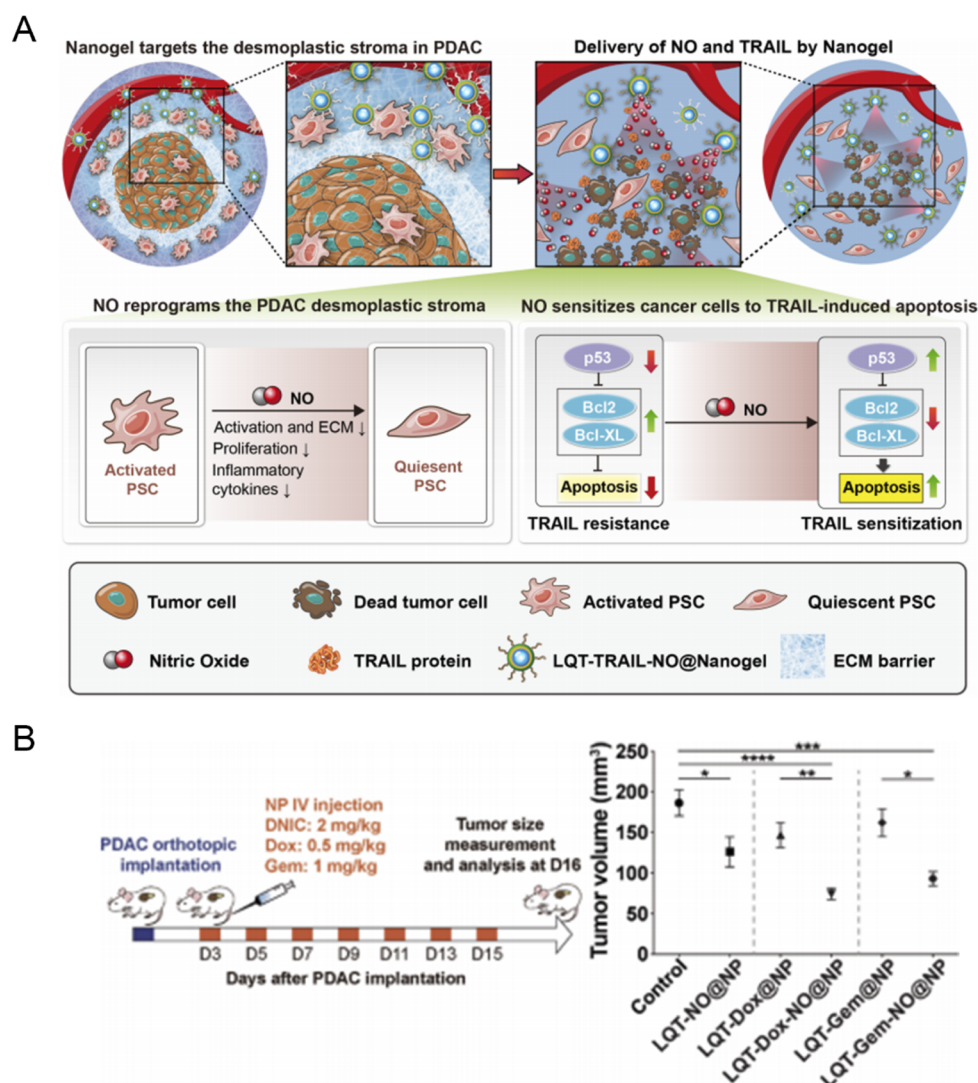 A
Nanogel targets the desmoplastic stroma in PDAC
Delivery of NO and TRAIL by Nanogel
NO reprograms the PDAC desmoplastic stroma
Activated
PSC
NO
Activation and ECM ↓
Proliferation ↓
Inflammatory
cytokines ↓
Quiesent
PSC
NO sensitizes cancer cells to TRAIL-induced apoptosis
p53
Bcl2
Bcl-XL
Apoptosis
TRAIL resistance
NO
p53
Bcl2
Bcl-XL
Apoptosis
TRAIL sensitization
Tumor cell
Dead tumor cell
Activated PSC
Quiescent PSC
Nitric Oxide
TRAIL protein
LQT-TRAIL-NO@Nanogel
ECM barrier
B
PDAC orthotopic
implantation
NP IV injection
DNIC: 2 mg/kg
Dox: 0.5 mg/kg
Gem: 1 mg/kg
Tumor size
measurement
and analysis at D16
D3 D5 D7 D9 D11 D13 D15
Days after PDAC implantation
Tumor volume (mm³)
250
200
150
100
50
0
***
****
* ** *
Control
LQT-NO@NP
LQT-Dox@NP
LQT-Dox-NO@NP
LQT-Gem@NP
LQT-Gem-NO@NP